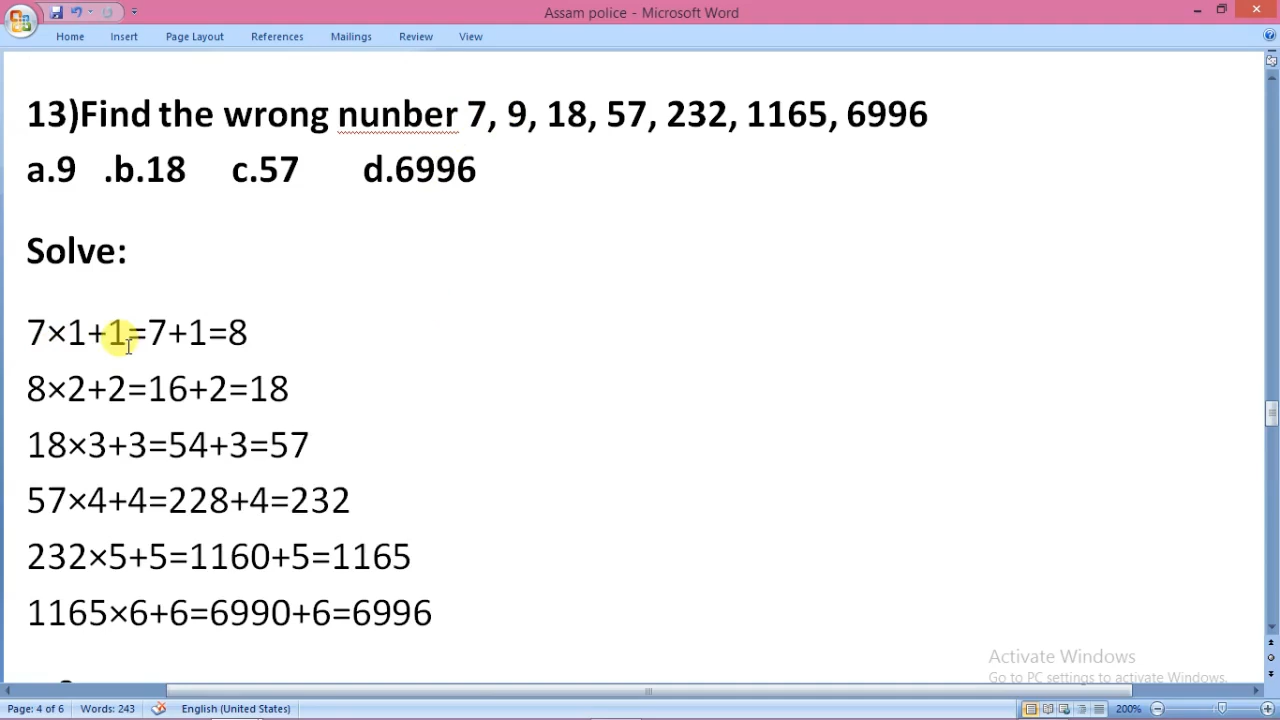 Assam police - Microsoft Word
Home Insert Page Layout References Mailings Review View
13)Find the wrong nunber 7, 9, 18, 57, 232, 1165, 6996
a.9 .b.18 c.57 d.6996
Solve:
7×1+1=7+1=8
8×2+2=16+2=18
18×3+3=54+3=57
57×4+4=228+4=232
232×5+5=1160+5=1165
1165×6+6=6990+6=6996
Activate Windows
Go to PC settings to activate Windows.
Page: 4 of 6 Words: 243 English (United States) 200%